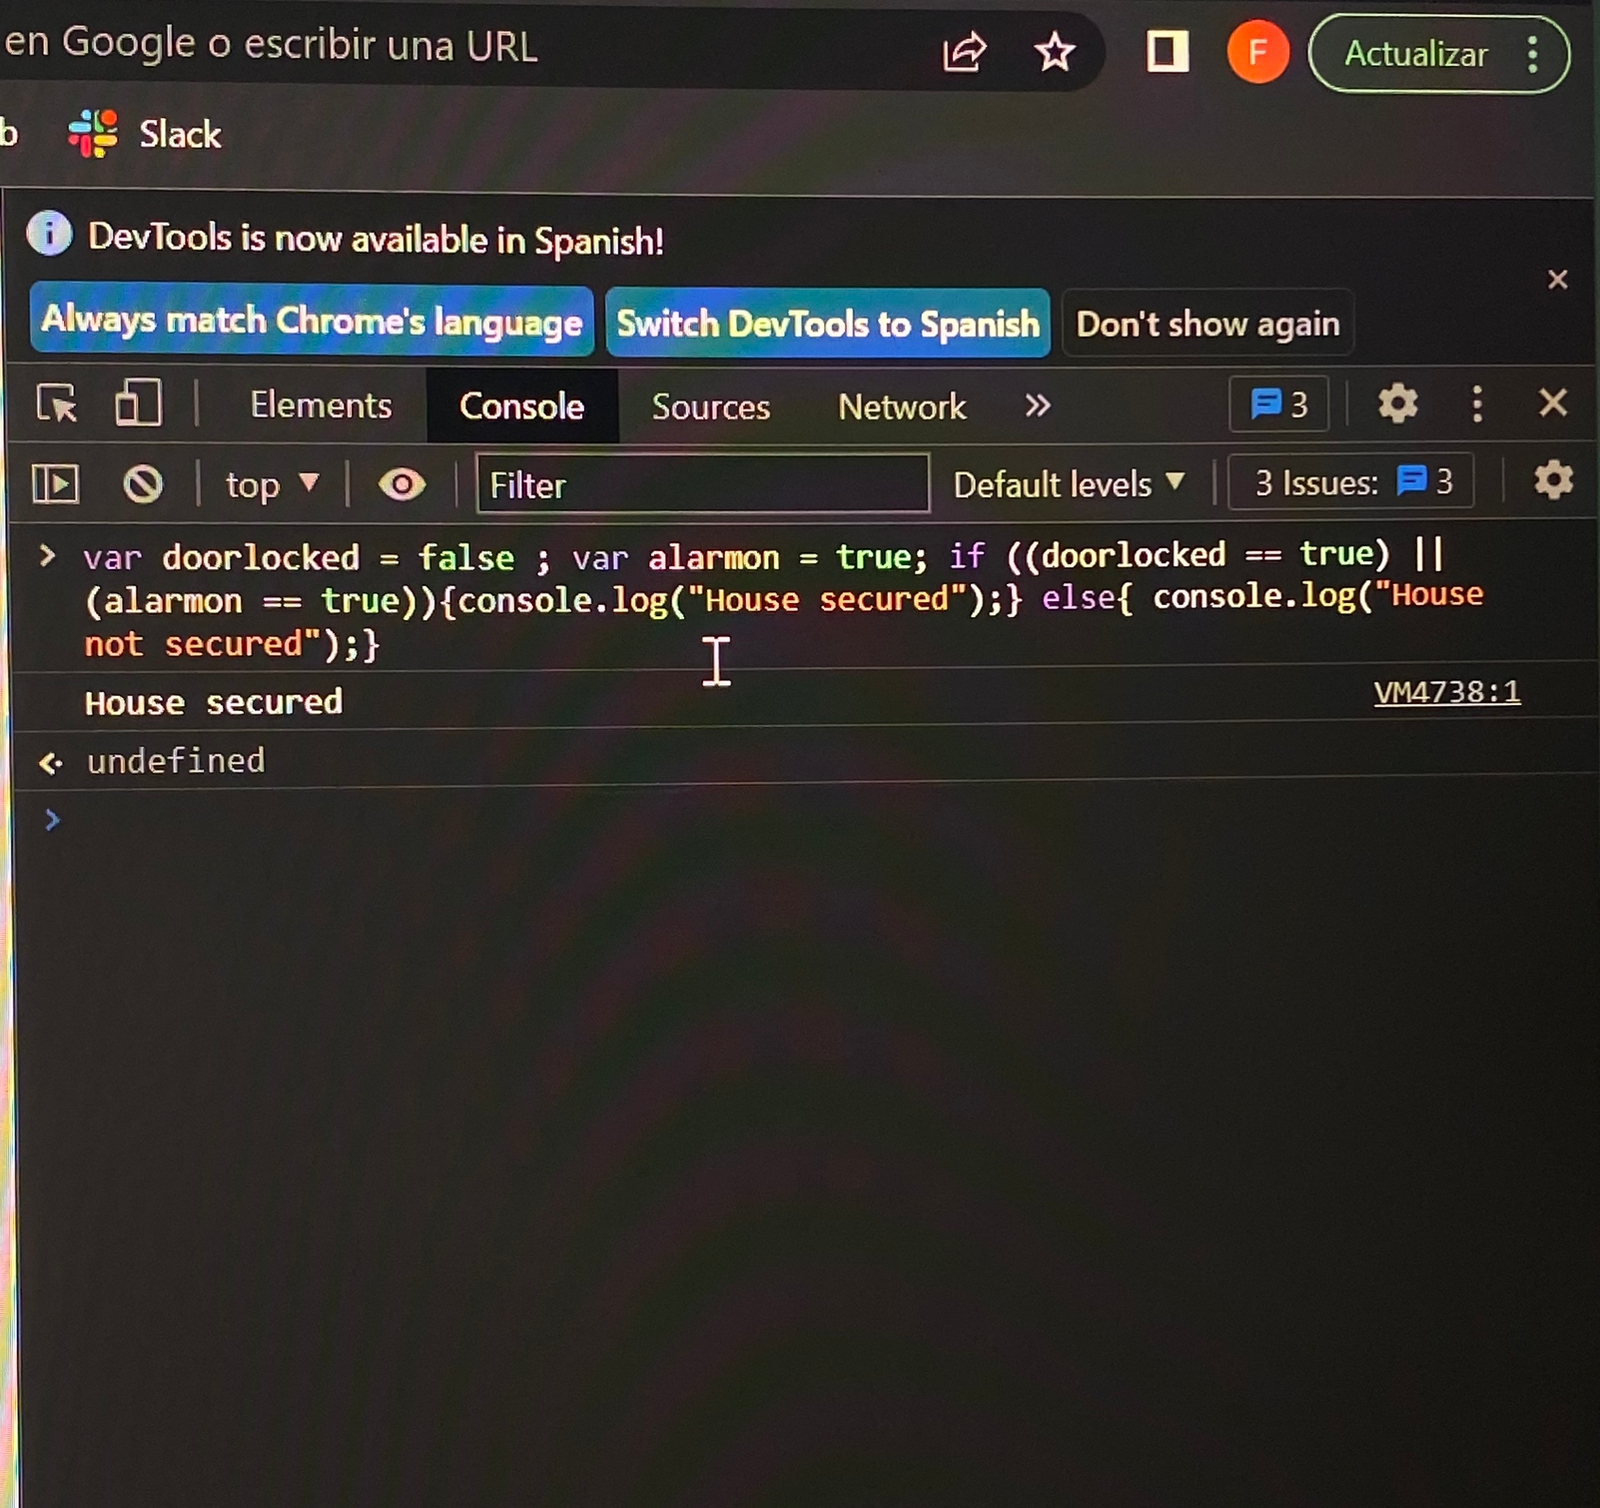 en Google o escribir una URL
F
Actualizar
b
Slack
DevTools is now available in Spanish!
Always match Chrome's language
Switch DevTools to Spanish
Don't show again
Elements
Console
Sources
Network
3
top
Filter
Default levels
3 Issues:
3
> var doorlocked = false ; var alarmon = true; if ((doorlocked == true) ||
(alarmon == true)){console.log("House secured");} else{ console.log("House
not secured");}
House secured
VM4738:1
undefined
>